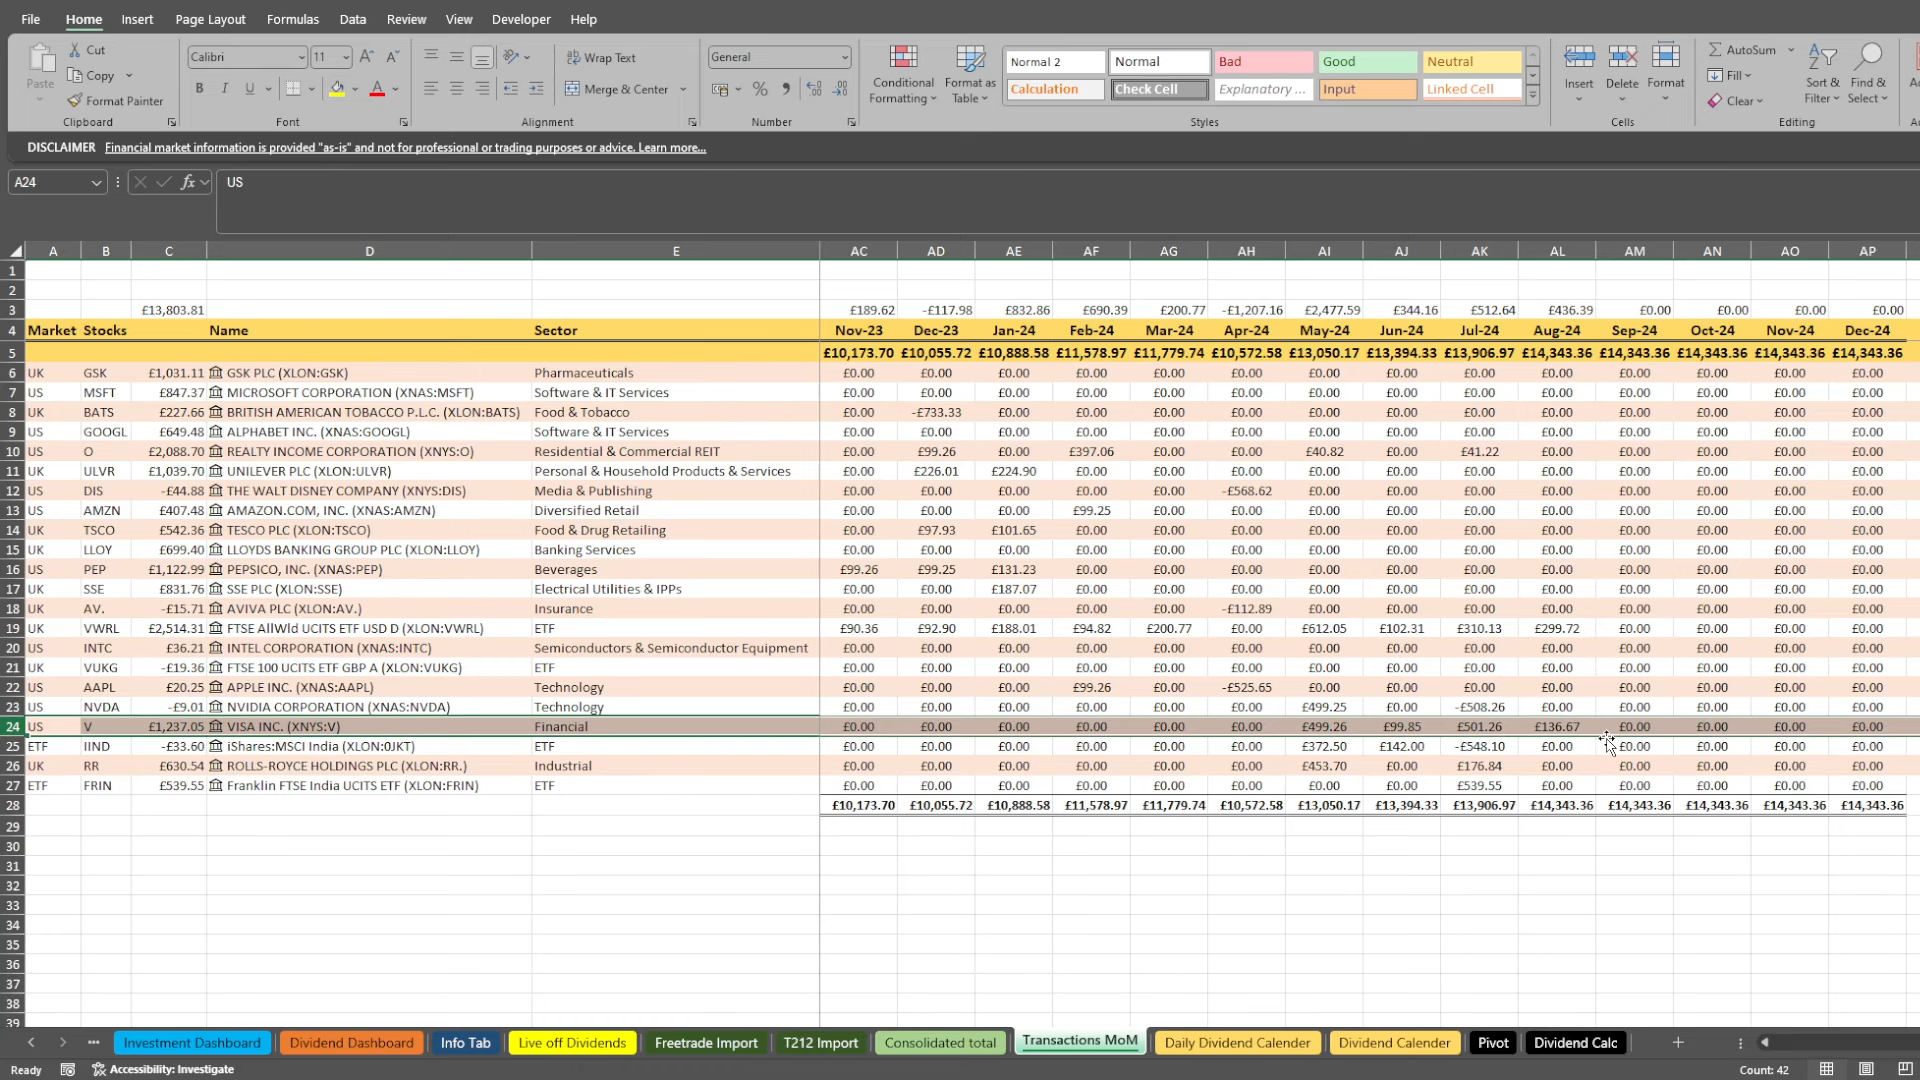 File Home Insert Page Layout Formulas Data Review View Developer Help
Paste Cut Copy Format Painter Clipboard
Calibri 11 B I U Font
Wrap Text Merge & Center Alignment
General % Number
Conditional Formatting Format as Table
Normal 2 Normal Bad Good Neutral
Calculation Check Cell Explanatory ... Input Linked Cell
Styles
Insert Delete Format Cells
AutoSum Fill Clear Sort & Filter Find & Select Editing
DISCLAIMER Financial market information is provided "as-is" and not for professional or trading purposes or advice. Learn more...
A24 fx US
A B C D E AC AD AE AF AG AH AI AJ AK AL AM AN AO AP
1
2
3 £13,803.81 £189.62 -£117.98 £832.86 £690.39 £200.77 -£1,207.16 £2,477.59 £344.16 £512.64 £436.39 £0.00 £0.00 £0.00 £0.00
4 Market Stocks Name Sector Nov-23 Dec-23 Jan-24 Feb-24 Mar-24 Apr-24 May-24 Jun-24 Jul-24 Aug-24 Sep-24 Oct-24 Nov-24 Dec-24
5 £10,173.70 £10,055.72 £10,888.58 £11,578.97 £11,779.74 £10,572.58 £13,050.17 £13,394.33 £13,906.97 £14,343.36 £14,343.36 £14,343.36 £14,343.36 £14,343.36
6 UK GSK £1,031.11 GSK PLC (XLON:GSK) Pharmaceuticals £0.00 £0.00 £0.00 £0.00 £0.00 £0.00 £0.00 £0.00 £0.00 £0.00 £0.00 £0.00 £0.00 £0.00
7 US MSFT £847.37 MICROSOFT CORPORATION (XNAS:MSFT) Software & IT Services £0.00 £0.00 £0.00 £0.00 £0.00 £0.00 £0.00 £0.00 £0.00 £0.00 £0.00 £0.00 £0.00 £0.00
8 UK BATS £227.66 BRITISH AMERICAN TOBACCO P.L.C. (XLON:BATS) Food & Tobacco £0.00 -£733.33 £0.00 £0.00 £0.00 £0.00 £0.00 £0.00 £0.00 £0.00 £0.00 £0.00 £0.00 £0.00
9 US GOOGL £649.48 ALPHABET INC. (XNAS:GOOGL) Software & IT Services £0.00 £0.00 £0.00 £0.00 £0.00 £0.00 £0.00 £0.00 £0.00 £0.00 £0.00 £0.00 £0.00 £0.00
10 US O £2,088.70 REALTY INCOME CORPORATION (XNYS:O) Residential & Commercial REIT £0.00 £99.26 £0.00 £397.06 £0.00 £0.00 £40.82 £0.00 £41.22 £0.00 £0.00 £0.00 £0.00 £0.00
11 UK ULVR £1,039.70 UNILEVER PLC (XLON:ULVR) Personal & Household Products & Services £0.00 £226.01 £224.90 £0.00 £0.00 £0.00 £0.00 £0.00 £0.00 £0.00 £0.00 £0.00 £0.00 £0.00
12 US DIS -£44.88 THE WALT DISNEY COMPANY (XNYS:DIS) Media & Publishing £0.00 £0.00 £0.00 £0.00 £0.00 -£568.62 £0.00 £0.00 £0.00 £0.00 £0.00 £0.00 £0.00 £0.00
13 US AMZN £407.48 AMAZON.COM, INC. (XNAS:AMZN) Diversified Retail £0.00 £0.00 £0.00 £99.25 £0.00 £0.00 £0.00 £0.00 £0.00 £0.00 £0.00 £0.00 £0.00 £0.00
14 UK TSCO £542.36 TESCO PLC (XLON:TSCO) Food & Drug Retailing £0.00 £97.93 £101.65 £0.00 £0.00 £0.00 £0.00 £0.00 £0.00 £0.00 £0.00 £0.00 £0.00 £0.00
15 UK LLOY £699.40 LLOYDS BANKING GROUP PLC (XLON:LLOY) Banking Services £0.00 £0.00 £0.00 £0.00 £0.00 £0.00 £0.00 £0.00 £0.00 £0.00 £0.00 £0.00 £0.00 £0.00
16 US PEP £1,122.99 PEPSICO, INC. (XNAS:PEP) Beverages £99.26 £99.25 £131.23 £0.00 £0.00 £0.00 £0.00 £0.00 £0.00 £0.00 £0.00 £0.00 £0.00 £0.00
17 UK SSE £831.76 SSE PLC (XLON:SSE) Electrical Utilities & IPPs £0.00 £0.00 £187.07 £0.00 £0.00 £0.00 £0.00 £0.00 £0.00 £0.00 £0.00 £0.00 £0.00 £0.00
18 UK AV. -£15.71 AVIVA PLC (XLON:AV.) Insurance £0.00 £0.00 £0.00 £0.00 £0.00 -£112.89 £0.00 £0.00 £0.00 £0.00 £0.00 £0.00 £0.00 £0.00
19 UK VWRL £2,514.31 FTSE AllWld UCITS ETF USD D (XLON:VWRL) ETF £90.36 £92.90 £188.01 £94.82 £200.77 £0.00 £612.05 £102.31 £310.13 £299.72 £0.00 £0.00 £0.00 £0.00
20 US INTC £36.21 INTEL CORPORATION (XNAS:INTC) Semiconductors & Semiconductor Equipment £0.00 £0.00 £0.00 £0.00 £0.00 £0.00 £0.00 £0.00 £0.00 £0.00 £0.00 £0.00 £0.00 £0.00
21 UK VUKG -£19.36 FTSE 100 UCITS ETF GBP A (XLON:VUKG) ETF £0.00 £0.00 £0.00 £0.00 £0.00 £0.00 £0.00 £0.00 £0.00 £0.00 £0.00 £0.00 £0.00 £0.00
22 US AAPL £20.25 APPLE INC. (XNAS:AAPL) Technology £0.00 £0.00 £0.00 £99.26 £0.00 -£525.65 £0.00 £0.00 £0.00 £0.00 £0.00 £0.00 £0.00 £0.00
23 US NVDA -£9.01 NVIDIA CORPORATION (XNAS:NVDA) Technology £0.00 £0.00 £0.00 £0.00 £0.00 £0.00 £499.25 £0.00 -£508.26 £0.00 £0.00 £0.00 £0.00 £0.00
24 US V £1,237.05 VISA INC. (XNYS:V) Financial £0.00 £0.00 £0.00 £0.00 £0.00 £0.00 £499.26 £99.85 £501.26 £136.67 £0.00 £0.00 £0.00 £0.00
25 ETF IIND -£33.60 iShares:MSCI India (XLON:0JKT) ETF £0.00 £0.00 £0.00 £0.00 £0.00 £0.00 £372.50 £142.00 -£548.10 £0.00 £0.00 £0.00 £0.00 £0.00
26 UK RR £630.54 ROLLS-ROYCE HOLDINGS PLC (XLON:RR.) Industrial £0.00 £0.00 £0.00 £0.00 £0.00 £0.00 £453.70 £0.00 £176.84 £0.00 £0.00 £0.00 £0.00 £0.00
27 ETF FRIN £539.55 Franklin FTSE India UCITS ETF (XLON:FRIN) ETF £0.00 £0.00 £0.00 £0.00 £0.00 £0.00 £0.00 £0.00 £539.55 £0.00 £0.00 £0.00 £0.00 £0.00
28 £10,173.70 £10,055.72 £10,888.58 £11,578.97 £11,779.74 £10,572.58 £13,050.17 £13,394.33 £13,906.97 £14,343.36 £14,343.36 £14,343.36 £14,343.36 £14,343.36
29
30
31
32
33
34
35
36
37
38
39
Investment Dashboard Dividend Dashboard Info Tab Live off Dividends Freetrade Import T212 Import Consolidated total Transactions MoM Daily Dividend Calender Dividend Calender Pivot Dividend Calc
Ready Accessibility: Investigate Count: 42